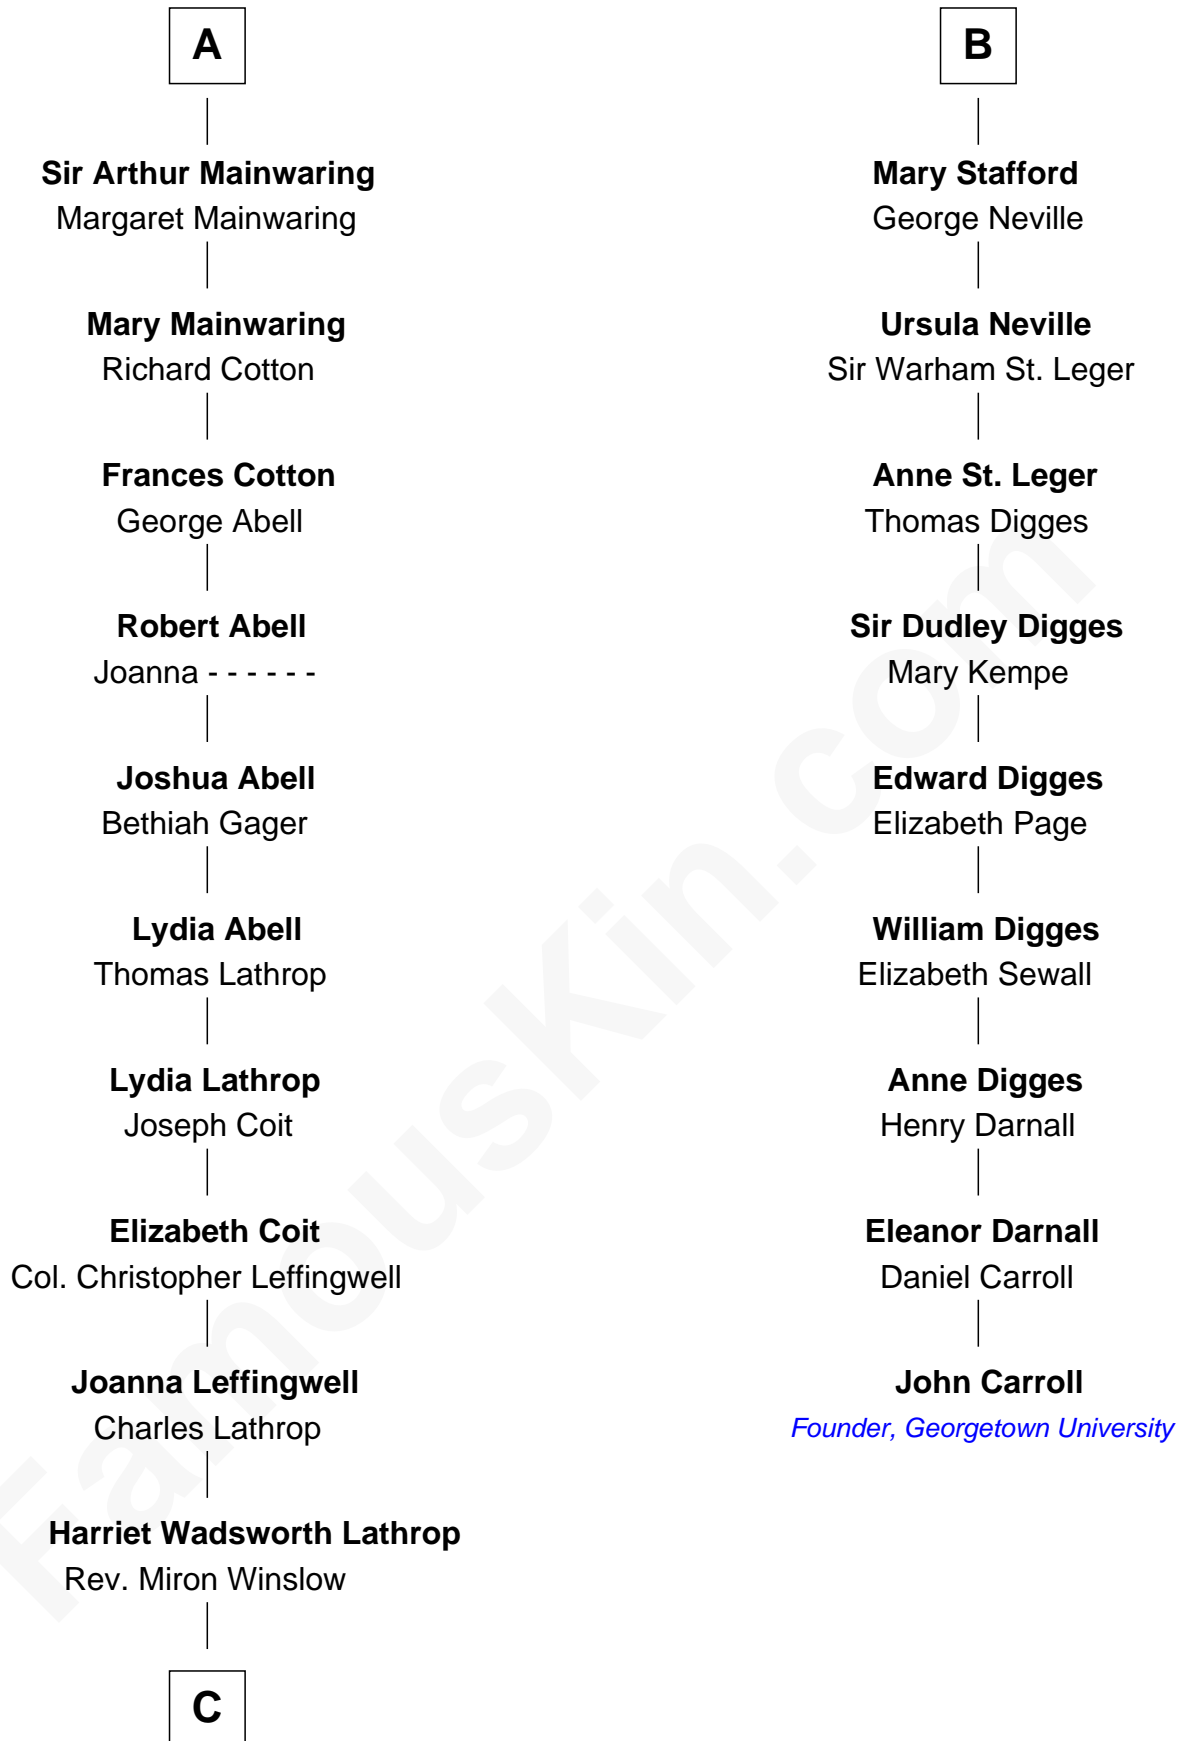 A
Sir Arthur Mainwaring
Margaret Mainwaring
Mary Mainwaring
Richard Cotton
Frances Cotton
George Abell
Robert Abell
Joanna - - - - - -
Joshua Abell
Bethiah Gager
Lydia Abell
Thomas Lathrop
Lydia Lathrop
Joseph Coit
Elizabeth Coit
Col. Christopher Leffingwell
Joanna Leffingwell
Charles Lathrop
Harriet Wadsworth Lathrop
Rev. Miron Winslow
C
B
Mary Stafford
George Neville
Ursula Neville
Sir Warham St. Leger
Anne St. Leger
Thomas Digges
Sir Dudley Digges
Mary Kempe
Edward Digges
Elizabeth Page
William Digges
Elizabeth Sewall
Anne Digges
Henry Darnall
Eleanor Darnall
Daniel Carroll
John Carroll
Founder, Georgetown University
FamousKin.com